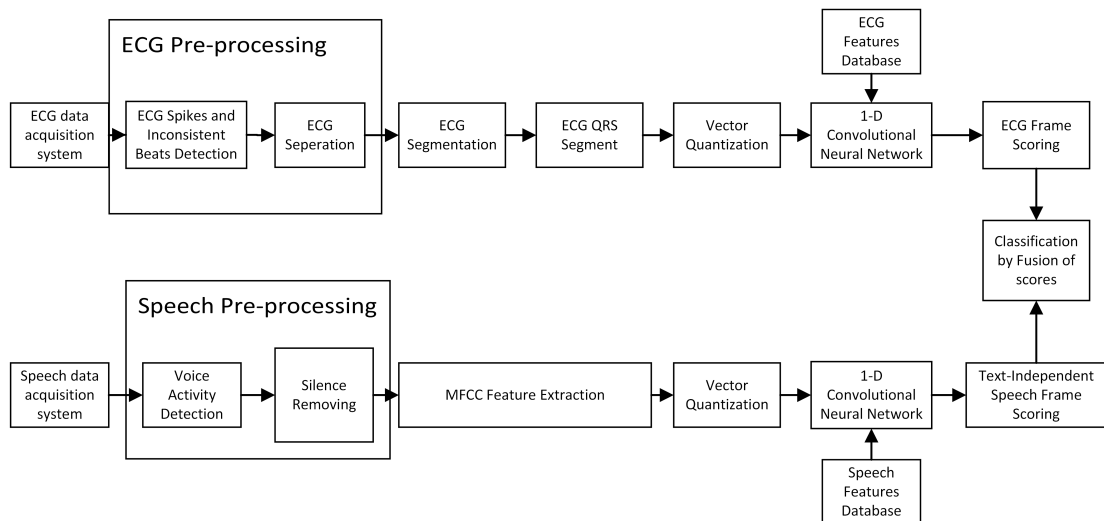 ECG Pre-processing
ECG data
acquisition
system
ECG Spikes and
Inconsistent
Beats Detection
ECG
Seperation
ECG
Segmentation
ECG QRS
Segment
Vector
Quantization
ECG
Features
Database
1-D
Convolutional
Neural Network
ECG Frame
Scoring
Classification
by Fusion of
scores
Speech Pre-processing
Speech data
acquisition
system
Voice
Activity
Detection
Silence
Removing
MFCC Feature Extraction
Vector
Quantization
1-D
Convolutional
Neural Network
Text-Independent
Speech Frame
Scoring
Speech
Features
Database